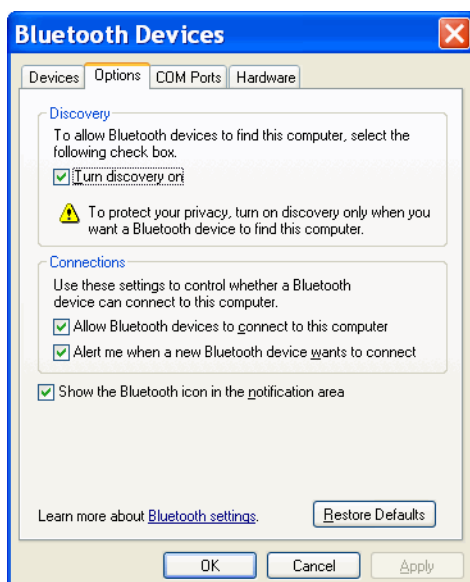 Bluetooth Devices
Devices Options COM Ports Hardware
Discovery
To allow Bluetooth devices to find this computer, select the
following check box.
Turn discovery on
To protect your privacy, turn on discovery only when you
want a Bluetooth device to find this computer.
Connections
Use these settings to control whether a Bluetooth
device can connect to this computer.
Allow Bluetooth devices to connect to this computer
Alert me when a new Bluetooth device wants to connect
Show the Bluetooth icon in the notification area
Learn more about Bluetooth settings. Restore Defaults
OK Cancel Apply